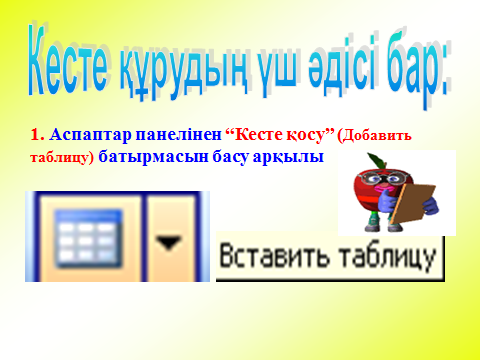 Кесте құрудың үш әдісі бар:
1. Аспаптар панелінен “Кесте қосу” (Добавить
таблицу) батырмасын басу арқылы
Вставить таблицу